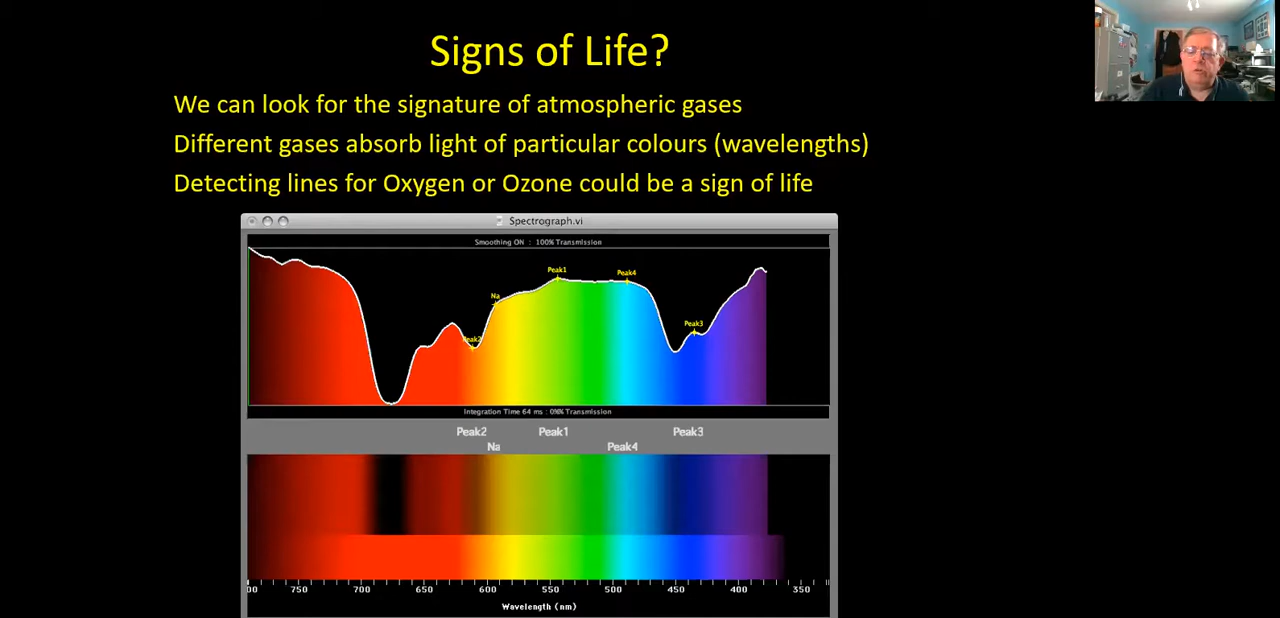 Signs of Life?
We can look for the signature of atmospheric gases
Different gases absorb light of particular colours (wavelengths)
Detecting lines for Oxygen or Ozone could be a sign of life
Spectrograph.vi
Smoothing ON : 100% Transmission
Peak1
Peak4
Na
Peak3
Peak2
Integration Time 64 ms : 0% Transmission
Peak2 Peak1 Peak3
Na Peak4
00 750 700 650 600 550 500 450 400 350
Wavelength (nm)